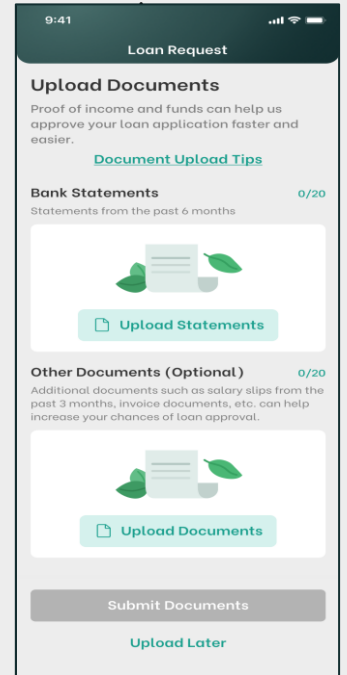 9:41
Loan Request
Upload Documents
Proof of income and funds can help us
approve your loan application faster and
easier.
Document Upload Tips
Bank Statements 0/20
Statements from the past 6 months
Upload Statements
Other Documents (Optional) 0/20
Additional documents such as salary slips from the
past 3 months, invoice documents, etc. can help
increase your chances of loan approval.
Upload Documents
Submit Documents
Upload Later